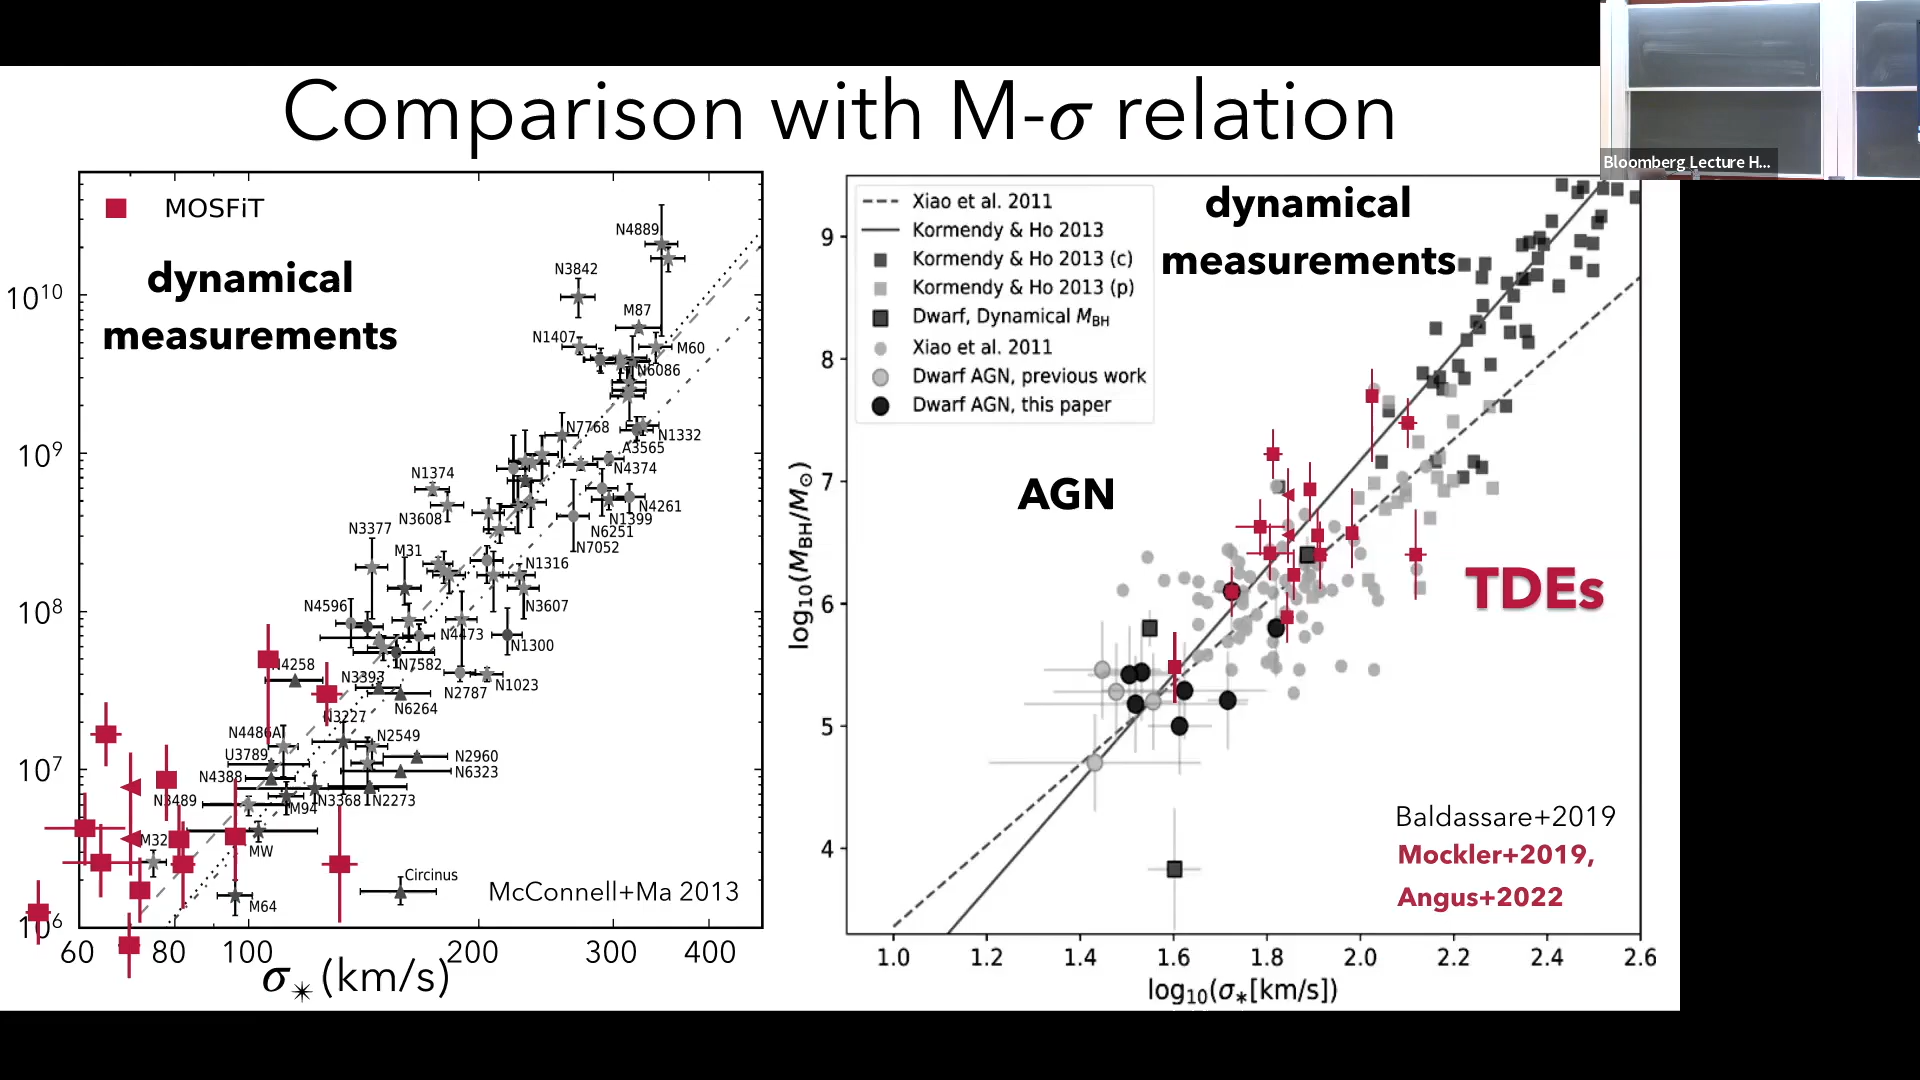 Comparison with M-σ relation
Bloomberg Lecture H...
MOSFiT
dynamical
measurements
N4889
N3842
M87
N1407
M60
N6086
N7768
N1332
A3565
N4374
N1374
N4261
N1399
N3608
N6251
N3377
N7052
M31
N1316
N4596
N3607
N4473
N1300
N7582
N4258
N3393
N1023
N2787
N6264
N3227
N4486A
N2549
U3789
N2960
N4388
N6323
N3489
N3368
N2273
M94
M32
MW
Circinus
M64
McConnell+Ma 2013
10¹⁰
10⁹
10⁸
10⁷
10⁶
60 80 100 200 300 400
σ* (km/s)
Xiao et al. 2011
Kormendy & Ho 2013
Kormendy & Ho 2013 (c)
Kormendy & Ho 2013 (p)
Dwarf, Dynamical M_BH
Xiao et al. 2011
Dwarf AGN, previous work
Dwarf AGN, this paper
dynamical
measurements
AGN
TDEs
Baldassare+2019
Mockler+2019,
Angus+2022
log₁₀(M_BH/M_⊙)
9
8
7
6
5
4
1.0 1.2 1.4 1.6 1.8 2.0 2.2 2.4 2.6
log₁₀(σ*[km/s])